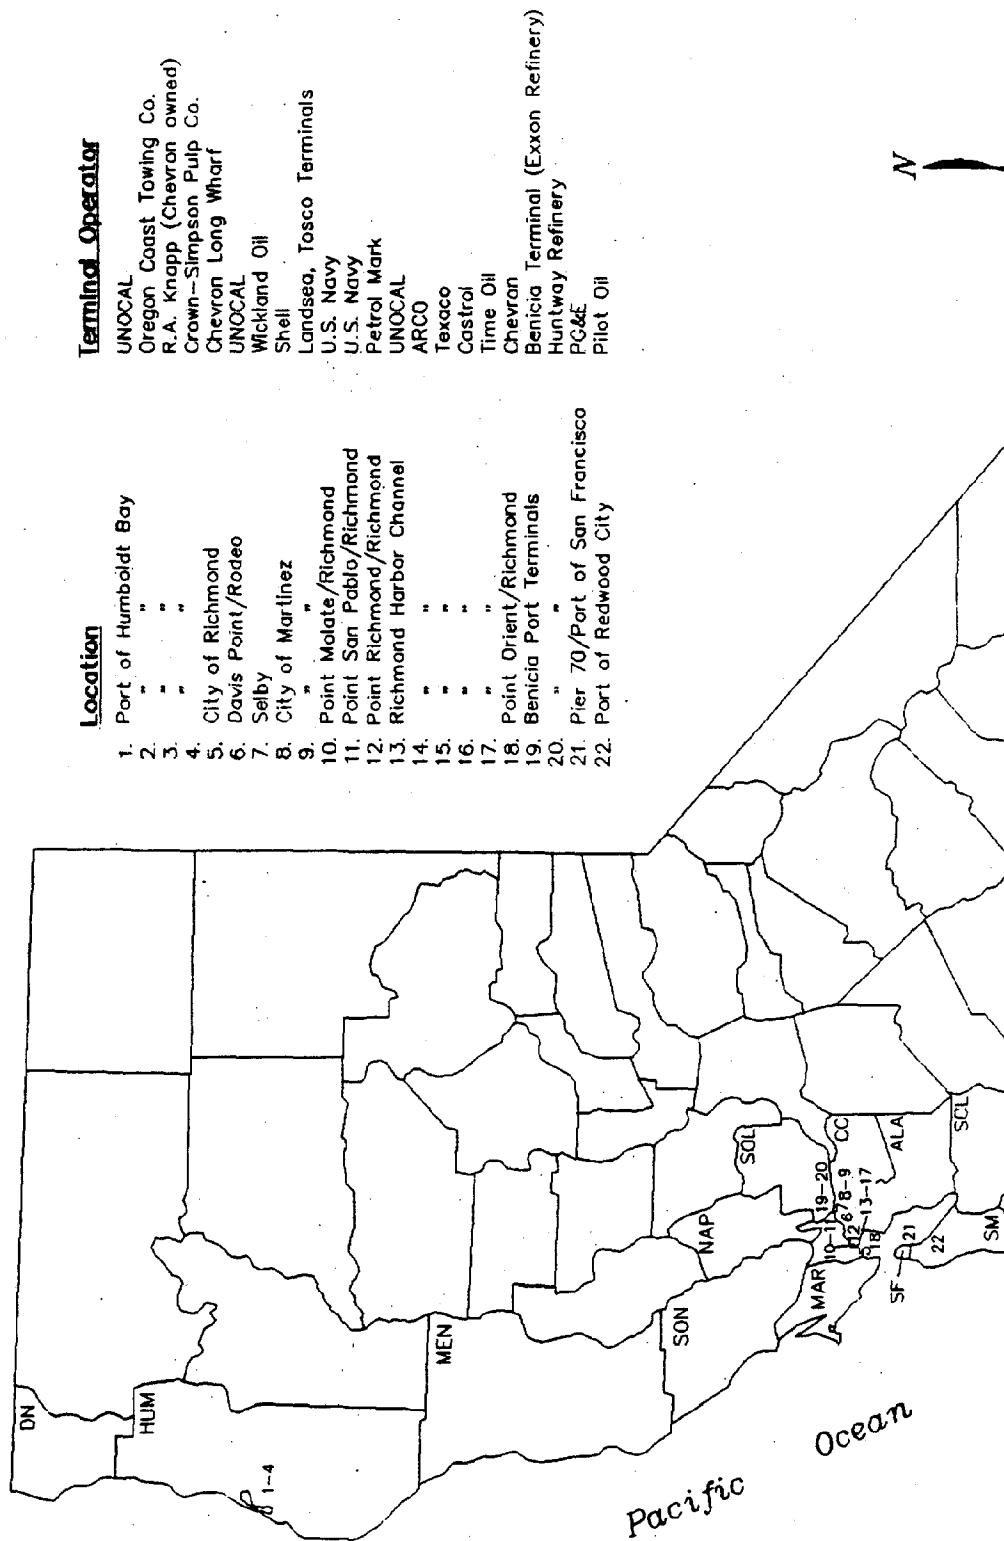 Location Terminal Operator
1. Port of Humboldt Bay UNOCAL
2. " " Oregon Coast Towing Co.
3. " " R.A. Knapp (Chevron owned)
4. " " Crown-Simpson Pulp Co.
5. City of Richmond Chevron Long Wharf
6. Davis Point/Rodeo UNOCAL
7. Selby Wickland Oil
8. City of Martinez Shell
9. " " Landsea, Tosco Terminals
10. Point Molate/Richmond U.S. Navy
11. Point San Pablo/Richmond U.S. Navy
12. Point Richmond/Richmond Petrol Mark
13. Richmond Harbor Channel UNOCAL
14. " " ARCO
15. " " Texaco
16. " " Castrol
17. " " Time Oil
18. Point Orient/Richmond Chevron
19. Benicia Port Terminals Benicia Terminal (Exxon Refinery)
20. " " Huntway Refinery
21. Pier 70/Port of San Francisco PG&E
22. Port of Redwood City Pilot Oil
N
DN
HUM
1-4
MEN
SON
NAP
SOL
MAR
10-11
19-20
12
6
7
8-9
CC
18
13-17
ALA
SF
21
22
SCL
SM
Pacific
Ocean